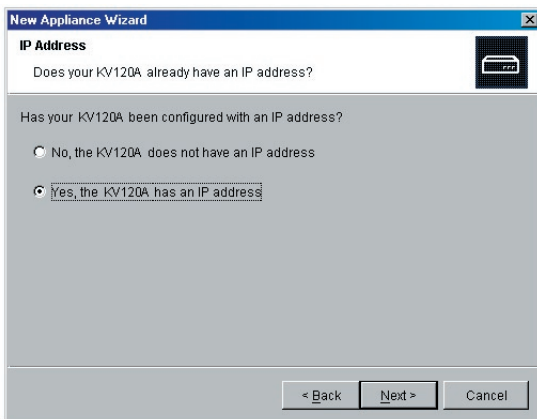 New Appliance Wizard
IP Address
Does your KV120A already have an IP address?
Has your KV120A been configured with an IP address?
No, the KV120A does not have an IP address
Yes, the KV120A has an IP address
< Back
Next >
Cancel